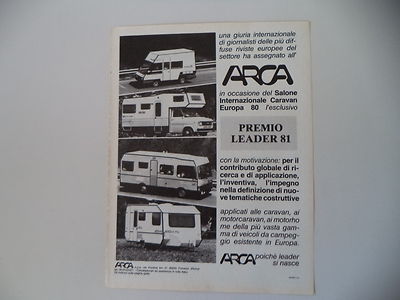 una giuria internazionale
di giornalisti delle più dif-
fuse riviste europee del
settore ha assegnato all'
ARCA
in occasione del Salone
Internazionale Caravan
Europa 80 l'esclusivo
PREMIO
LEADER 81
con la motivazione: per il
contributo globale di ri-
cerca e di applicazione,
l'inventiva, l'impegno
nella definizione di nuo-
ve tematiche costruttive
applicati alle caravan, ai
motorcaravan, ai motorho
me della più vasta gam-
ma di veicoli da campeg-
gio esistente in Europa.
ARCA poiché leader
si nasce
ARCA